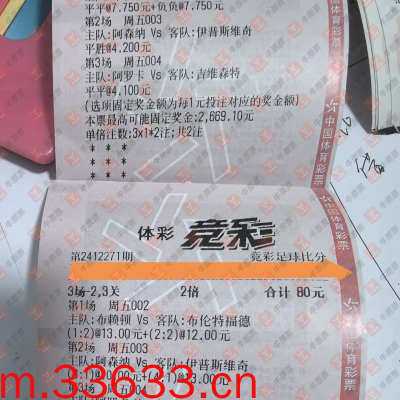 平平@7.750元+负负@7.750元
第2场 周五003
主队:阿森纳 Vs 客队:伊普斯维奇
平胜@4.200元
第3场 周五004
主队:阿罗卡 Vs 客队:吉维森特
平平@4.100元
(选项固定奖金额为每1元投注对应的奖金额)
本票最高可能固定奖金:2,669.10元
单倍注数:3x1*2注;共2注
* * *
* * *
* * *
中国体育彩票
体彩 竞彩
第2412271期 竞彩足球比分
3场-2,3关 2倍 合计 80元
第1场 周五002
主队:布赖顿 Vs 客队:布伦特福德
(1:2)@13.00元+(2:2)@12.00元
第2场 周五003
主队:阿森纳 Vs 客队:伊普斯维奇
中国体育彩票
m.33633.cn